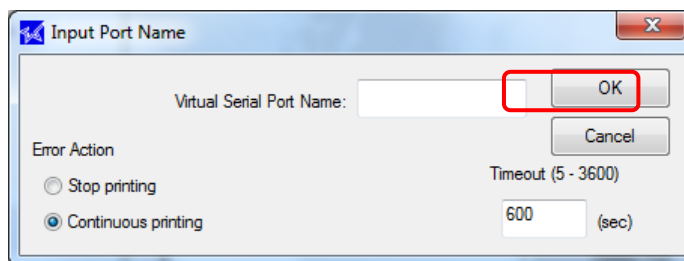 Input Port Name
Virtual Serial Port Name:
OK
Cancel
Error Action
Timeout (5 - 3600)
Stop printing
Continuous printing
600
(sec)